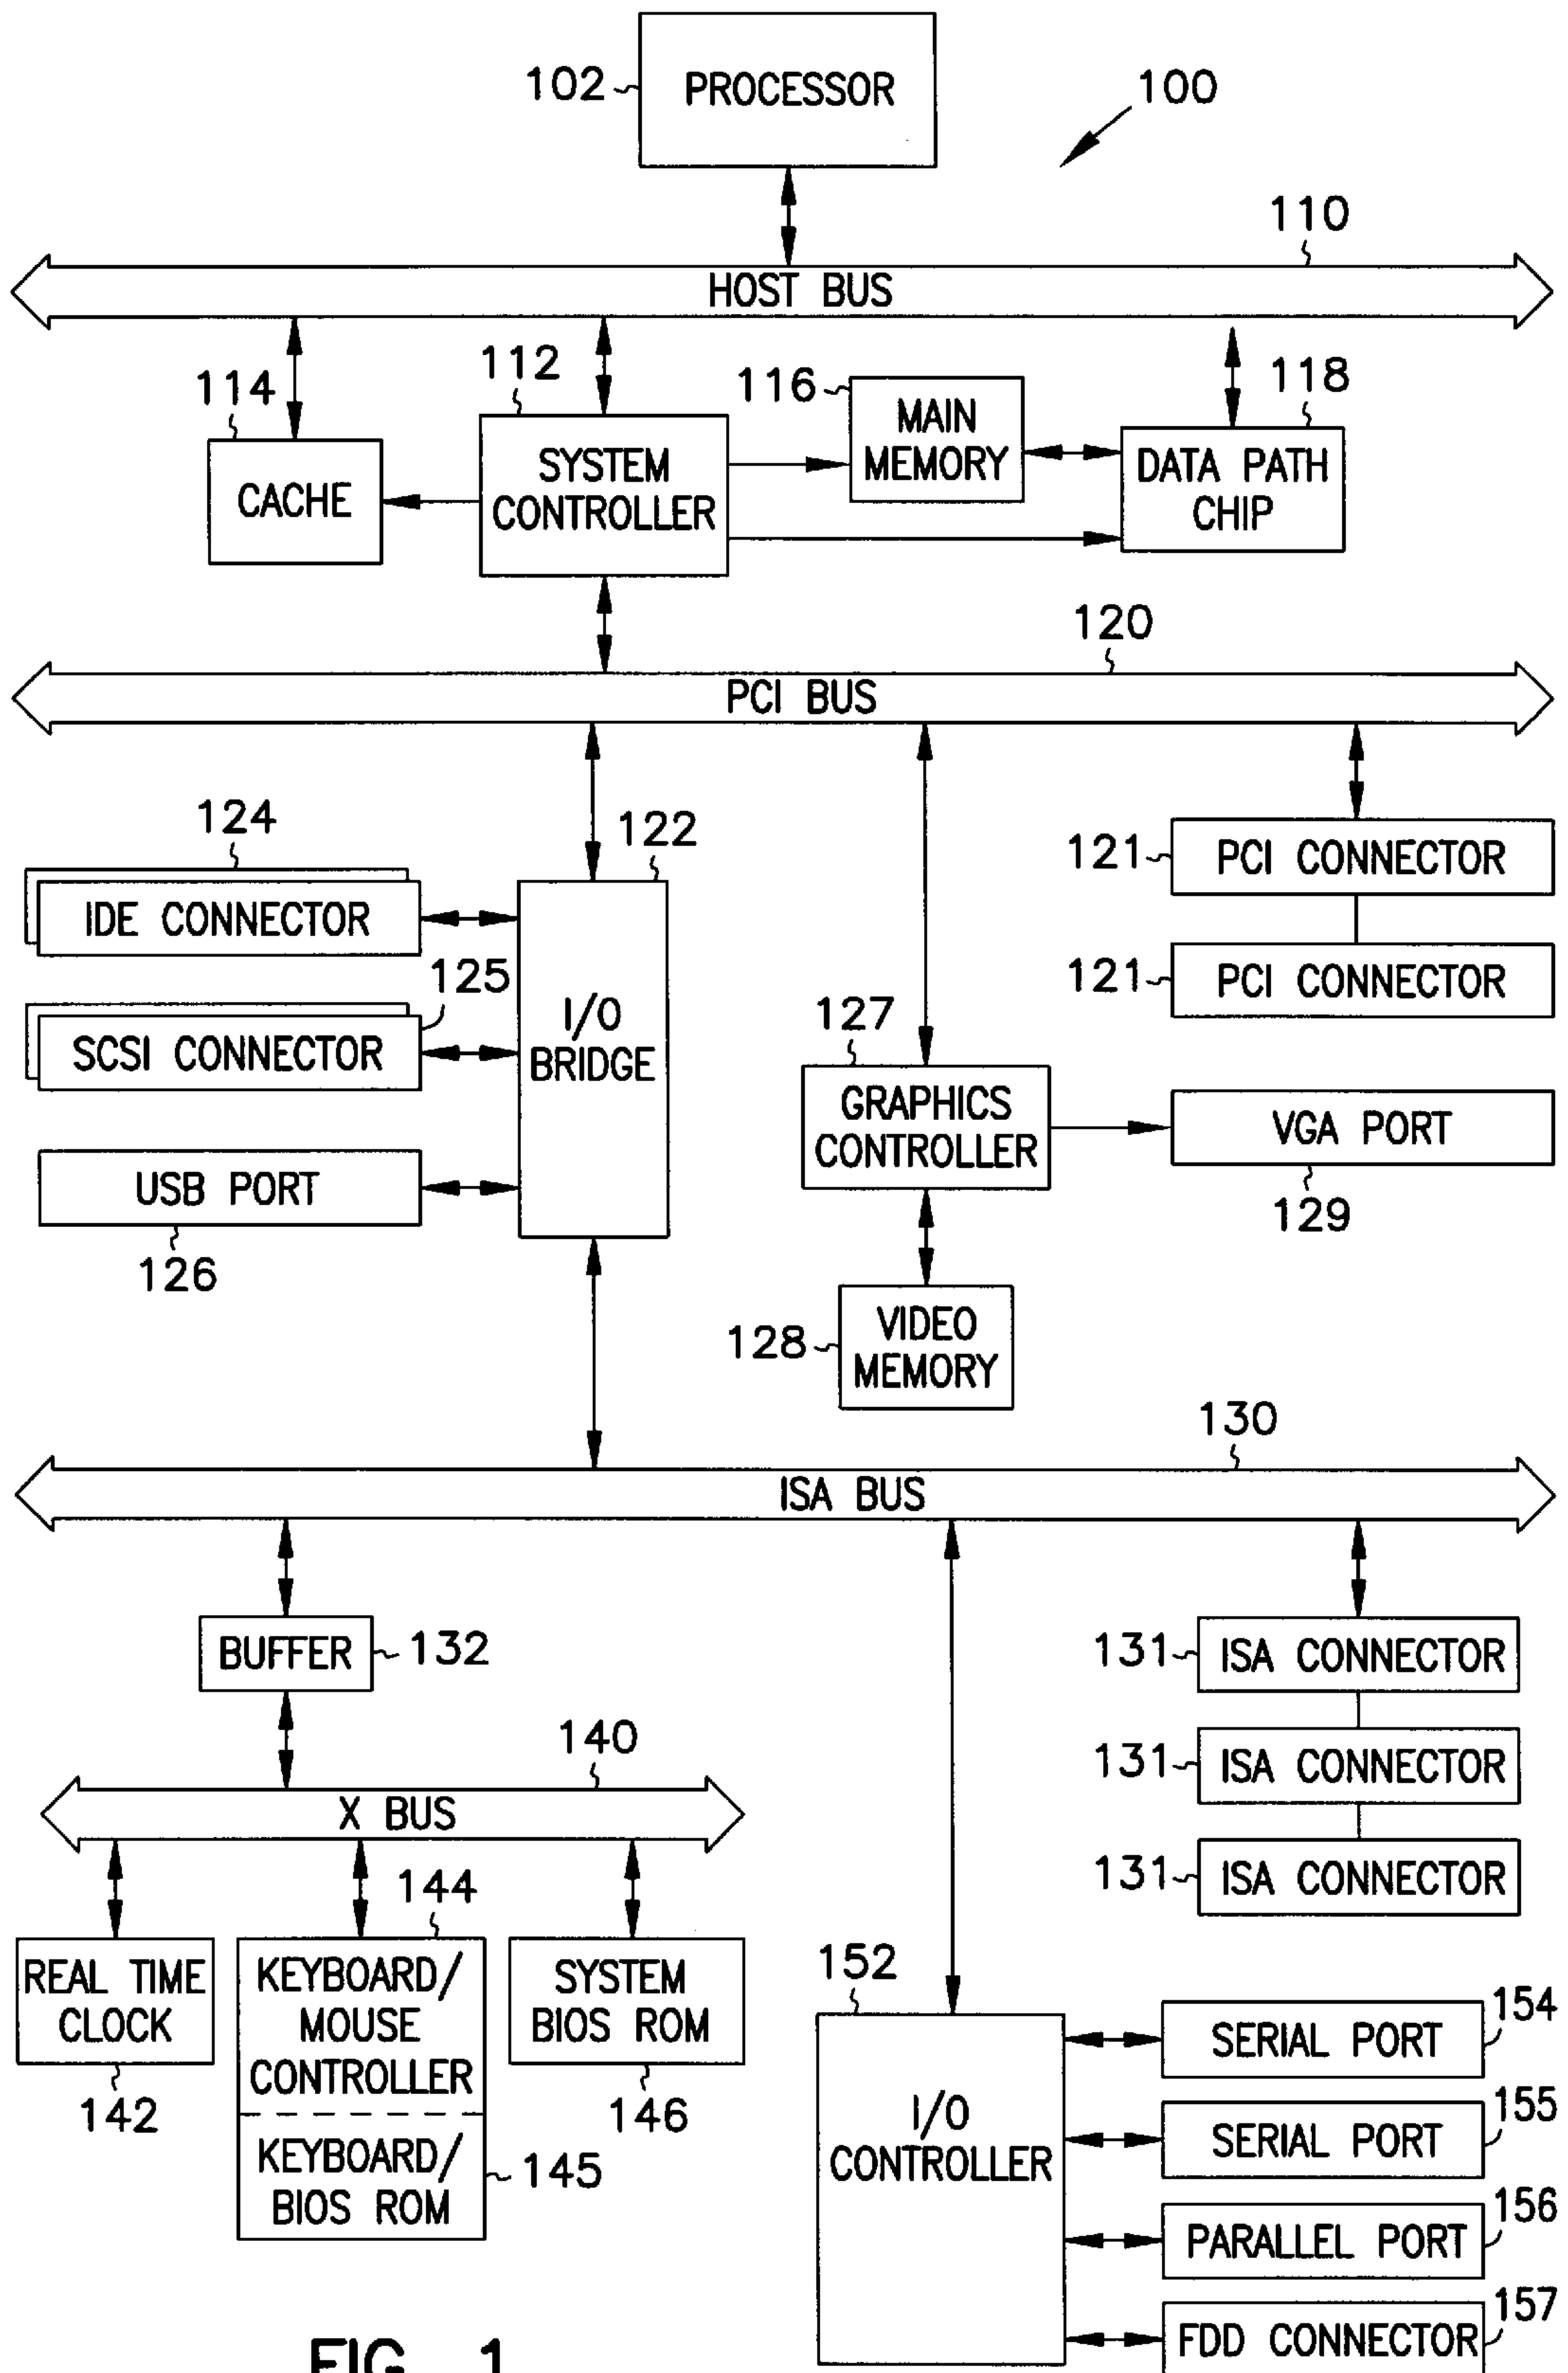 102
PROCESSOR
100
110
HOST BUS
114
112
116
118
CACHE
SYSTEM
CONTROLLER
MAIN
MEMORY
DATA PATH
CHIP
120
PCI BUS
124
122
IDE CONNECTOR
125
SCSI CONNECTOR
I/O
BRIDGE
USB PORT
126
121
PCI CONNECTOR
121
PCI CONNECTOR
127
GRAPHICS
CONTROLLER
VGA PORT
129
128
VIDEO
MEMORY
130
ISA BUS
BUFFER
132
131
ISA CONNECTOR
131
ISA CONNECTOR
131
ISA CONNECTOR
140
X BUS
144
REAL TIME
CLOCK
142
KEYBOARD/
MOUSE
CONTROLLER
KEYBOARD/
BIOS ROM
145
SYSTEM
BIOS ROM
146
152
I/O
CONTROLLER
154
SERIAL PORT
155
SERIAL PORT
156
PARALLEL PORT
157
FDD CONNECTOR
FIG. 1